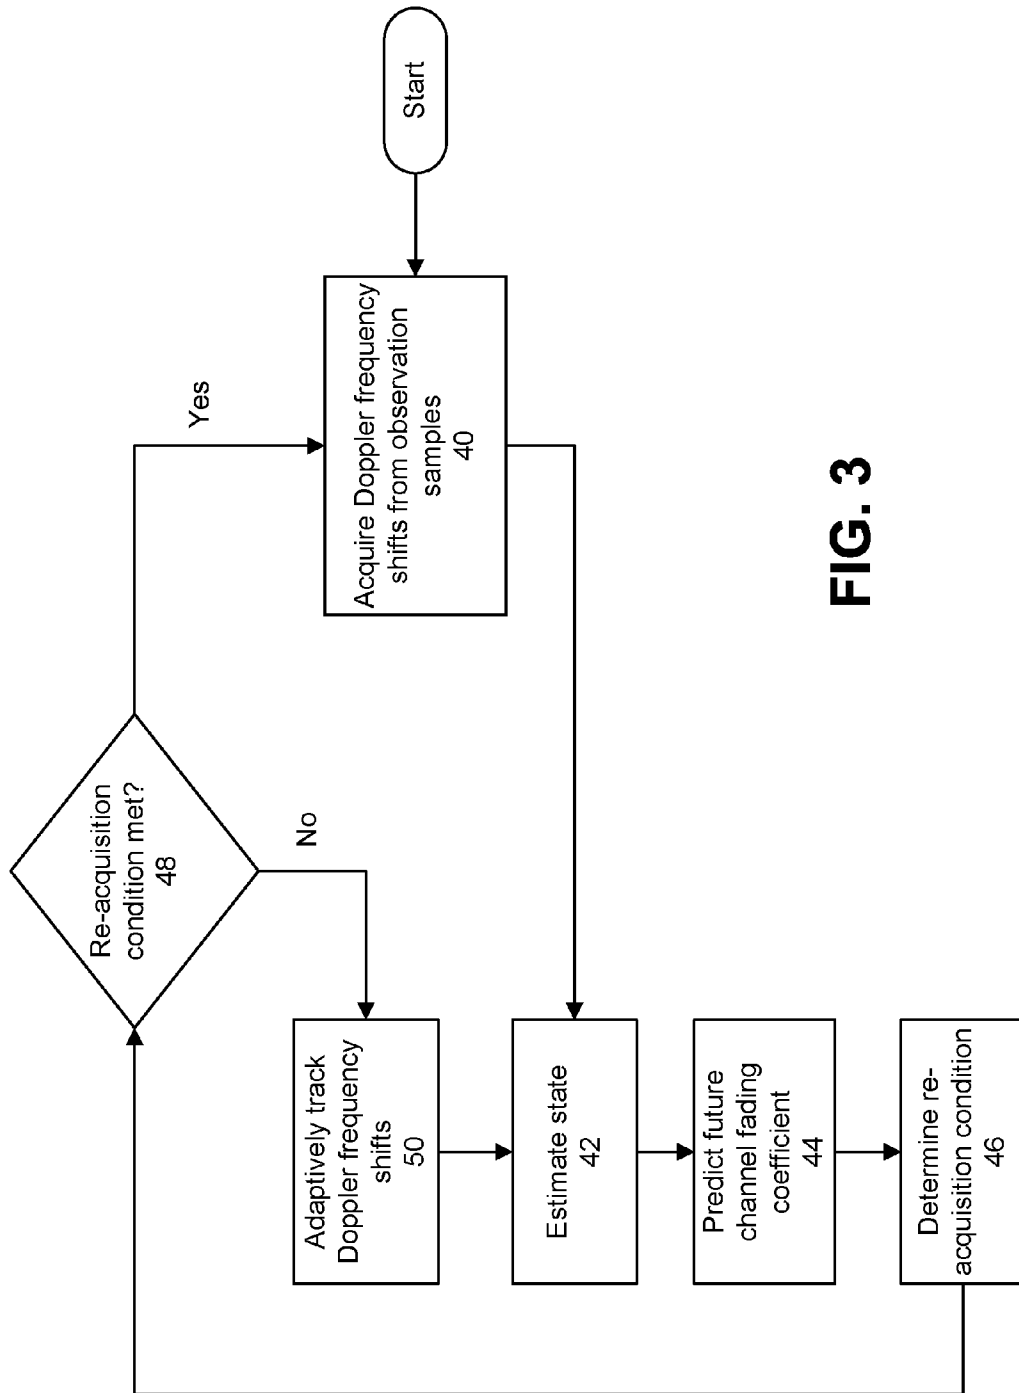 Start
Acquire Doppler frequency
shifts from observation
samples
40
Yes
Re-acquisition
condition met?
48
No
Adaptively track
Doppler frequency
shifts
50
Estimate state
42
Predict future
channel fading
coefficient
44
Determine re-
acquisition condition
46
FIG. 3